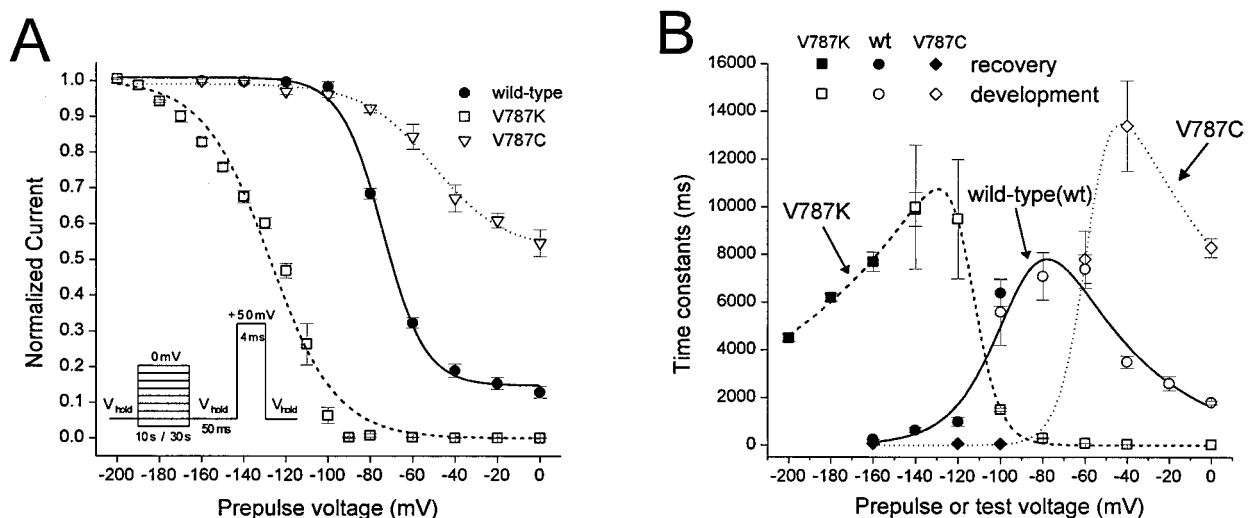 A
Normalized Current
1.0
0.9
0.8
0.7
0.6
0.5
0.4
0.3
0.2
0.1
0.0
wild-type
V787K
V787C
+50mV
4ms
0mV
Vhold
Vhold
Vhold
50ms
10s / 30s
-200 -180 -160 -140 -120 -100 -80 -60 -40 -20 0
Prepulse voltage (mV)
B
Time constants (ms)
16000
14000
12000
10000
8000
6000
4000
2000
0
V787K wt V787C
recovery
development
V787K
wild-type(wt)
V787C
-200 -180 -160 -140 -120 -100 -80 -60 -40 -20 0
Prepulse or test voltage (mV)